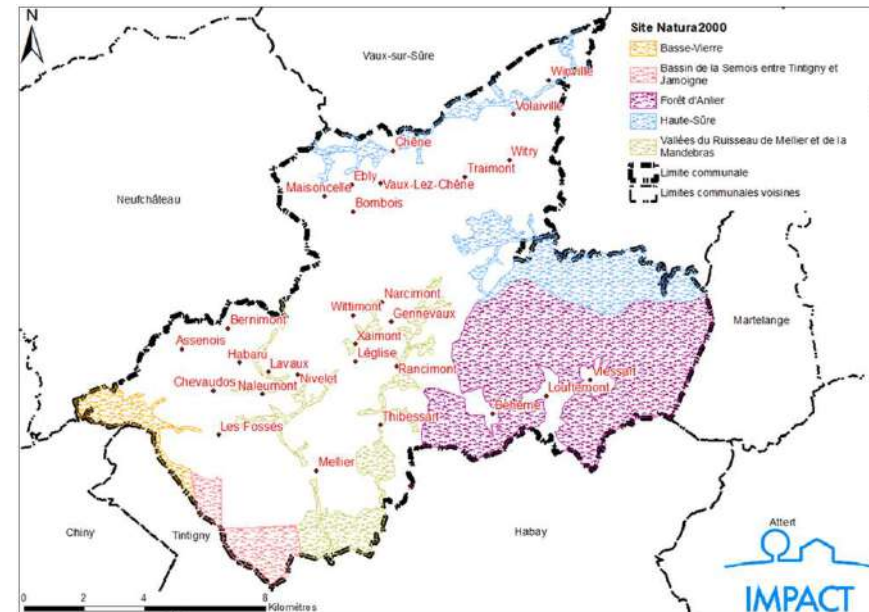 N
Vaux-sur-Sûre
Site Natura2000
Basse-Vierre
Bassin de la Semois entre Tintigny et
Jamoigne
Forêt d'Anlier
Haute-Sûre
Vallées du Ruisseau de Mellier et de la
Mandebras
Limite communale
Limites communales voisines
Winville
Volaiville
Chêne
Witry
Traimont
Ebly
Vaux-Lez-Chêne
Maisoncelle
Bombois
Neufchâteau
Narcimont
Wittimont
Gennevaux
Bernimont
Martelange
Assenois
Xaimont
Habaru
Léglise
Lavaux
Rancimont
Nivelet
Vlessart
Chevaudos
Naleumont
Louftémont
Béhême
Thibessart
Les Fossés
Mellier
Chiny
Tintigny
Habay
Attert
0 2 4 8
Kilomètres
IMPACT